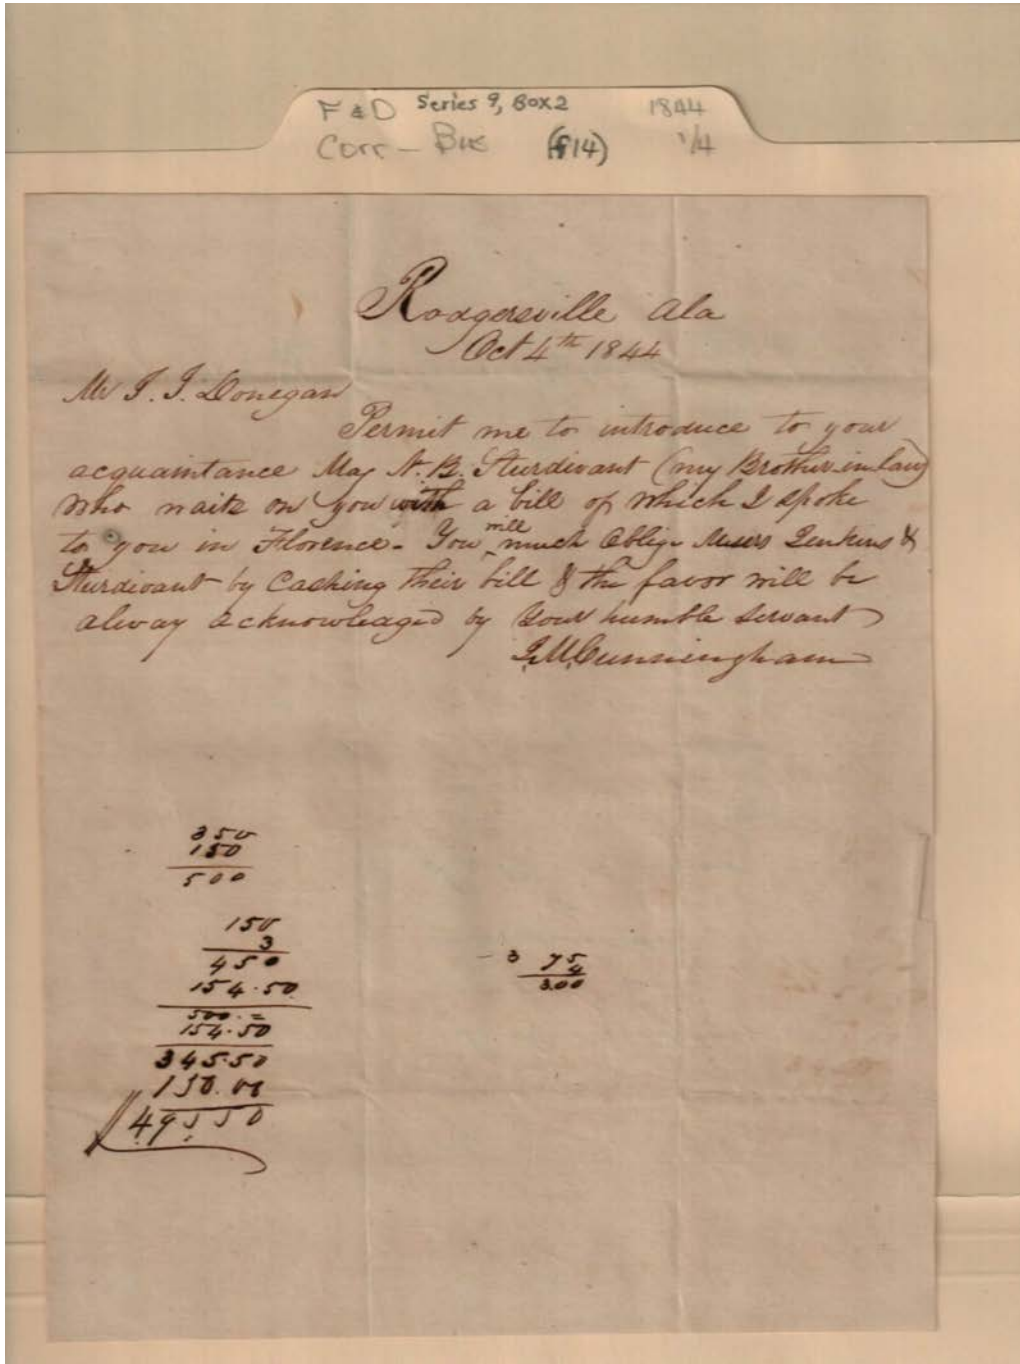 F & D Series 9, Box 2 1844
Corr - Bus (f14) 1/4
Rodgersville Ala
Oct 4th 1844
Mr J. J. Donegan
Permit me to introduce to your
acquaintance Maj N. B. Sturdivant (my Brother in law)
who waits on you with a bill of which I spoke
to you in Florence - You will much oblige Messrs Jenkins &
Sturdivant by Cashing their bill & the favor will be
alway acknowledged by your humble servant
J. M. Cunningham
350
150
500
150
3
450
154.50
500. =
154.50
345.50
150.00
495 50
3 75
4
3.00